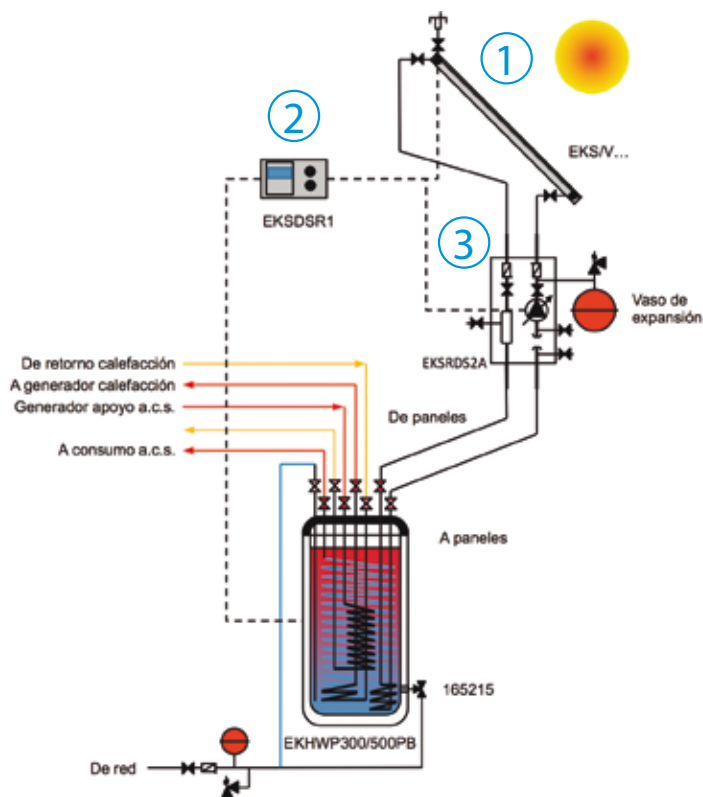 1
2
EKS/V...
EKSDSR1
3
Vaso de
expansión
EKSRDS2A
De retorno calefacción
A generador calefacción
Generador apoyo a.c.s.
De paneles
A consumo a.c.s.
A paneles
165215
EKHWP300/500PB
De red